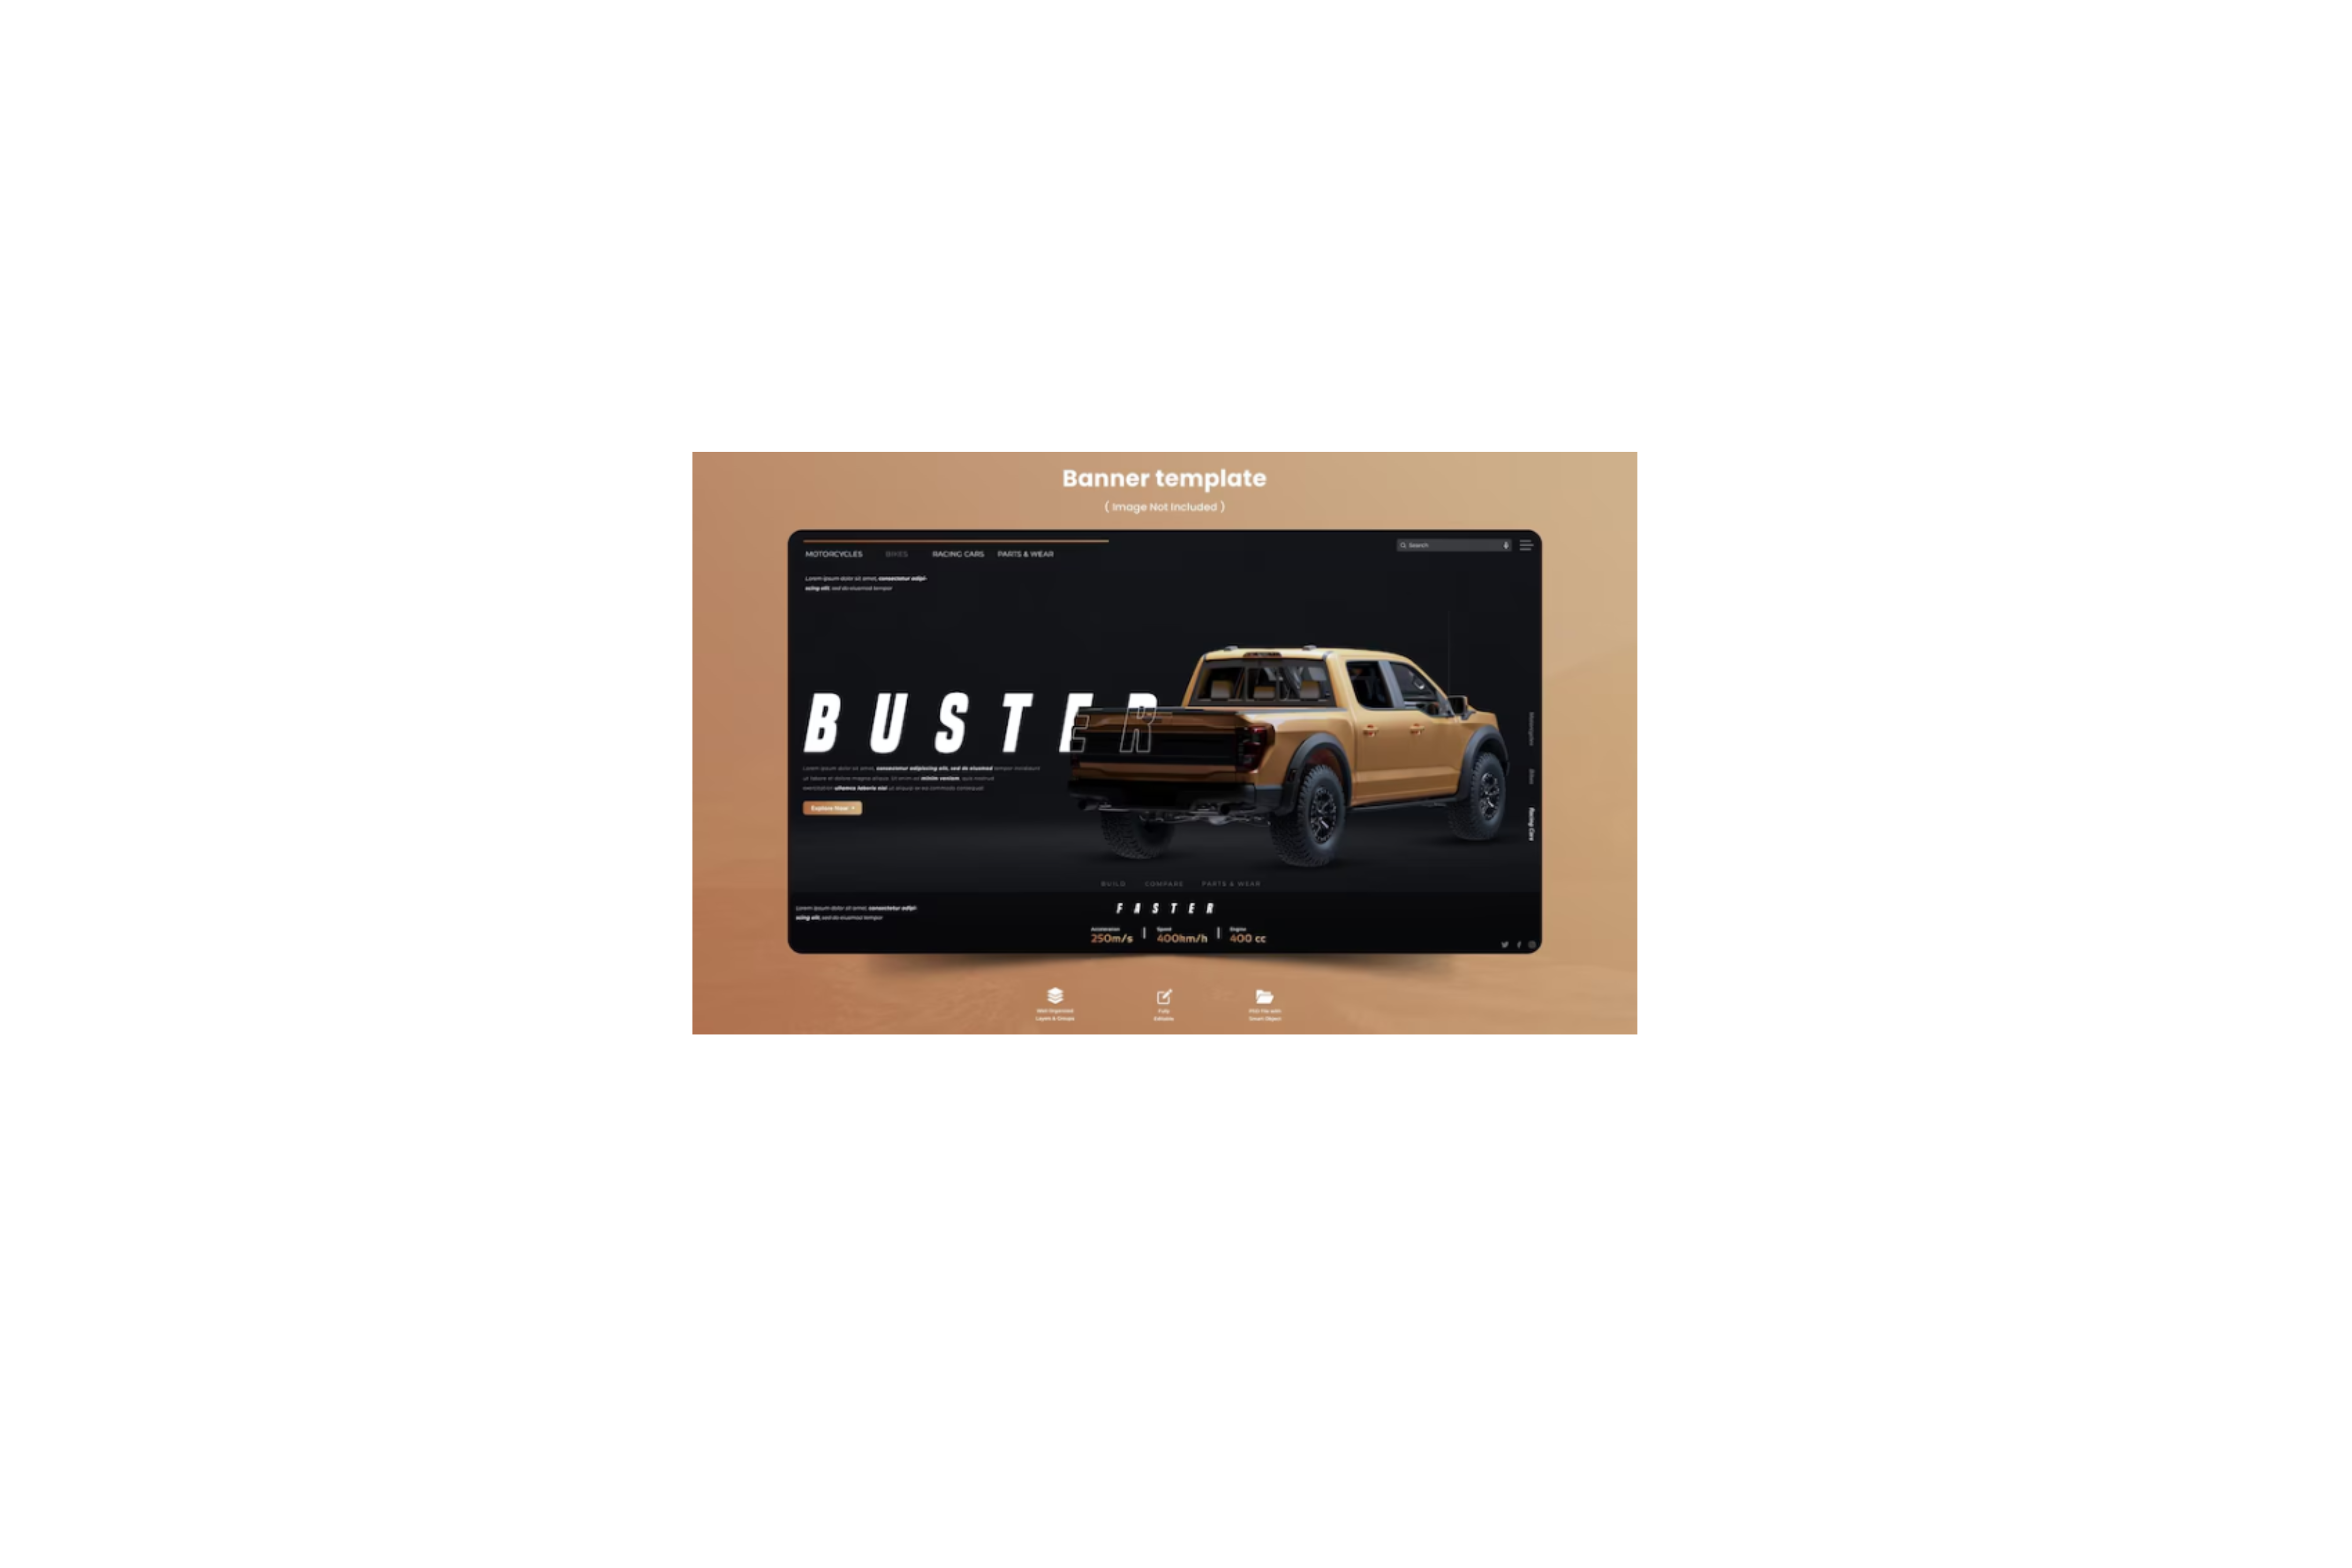 Banner template
( Image Not Included )
MOTORCYCLES BIKES RACING CARS PARTS & WEAR
Search
Lorem ipsum dolor sit amet, consectetur adipi-
scing elit, sed do eiusmod tempor
BUSTER
Lorem ipsum dolor sit amet, consectetur adipiscing elit, sed do eiusmod tempor incididunt
ut labore et dolore magna aliqua. Ut enim ad minim veniam, quis nostrud
exercitation ullamco laboris nisi ut aliquip ex ea commodo consequat
Explore Now
Motorcycles
Bikes
Racing Cars
BUILD COMPARE PARTS & WEAR
FASTER
Lorem ipsum dolor sit amet, consectetur adipi-
scing elit, sed do eiusmod tempor
Acceleration Speed Engine
250m/s 400km/h 400 cc
Well Organized Fully PSD File with
Layers & Groups Editable Smart Object